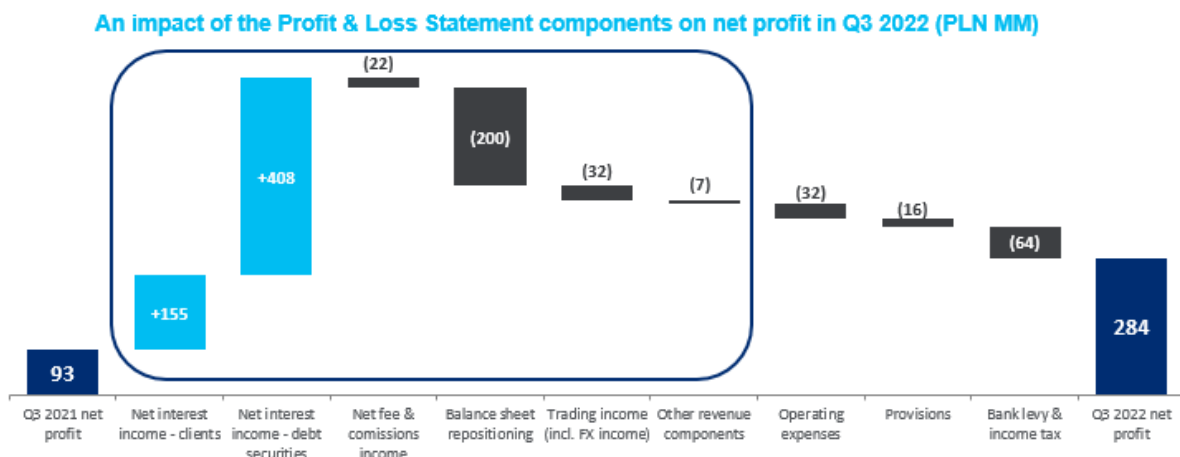 An impact of the Profit & Loss Statement components on net profit in Q3 2022 (PLN MM)
93
+155
+408
(22)
(200)
(32)
(7)
(32)
(16)
(64)
284
Q3 2021 net
profit
Net interest
income - clients
Net interest
income - debt
securities
Net fee &
comissions
income
Balance sheet
repositioning
Trading income
(incl. FX income)
Other revenue
components
Operating
expenses
Provisions
Bank levy &
income tax
Q3 2022 net
profit